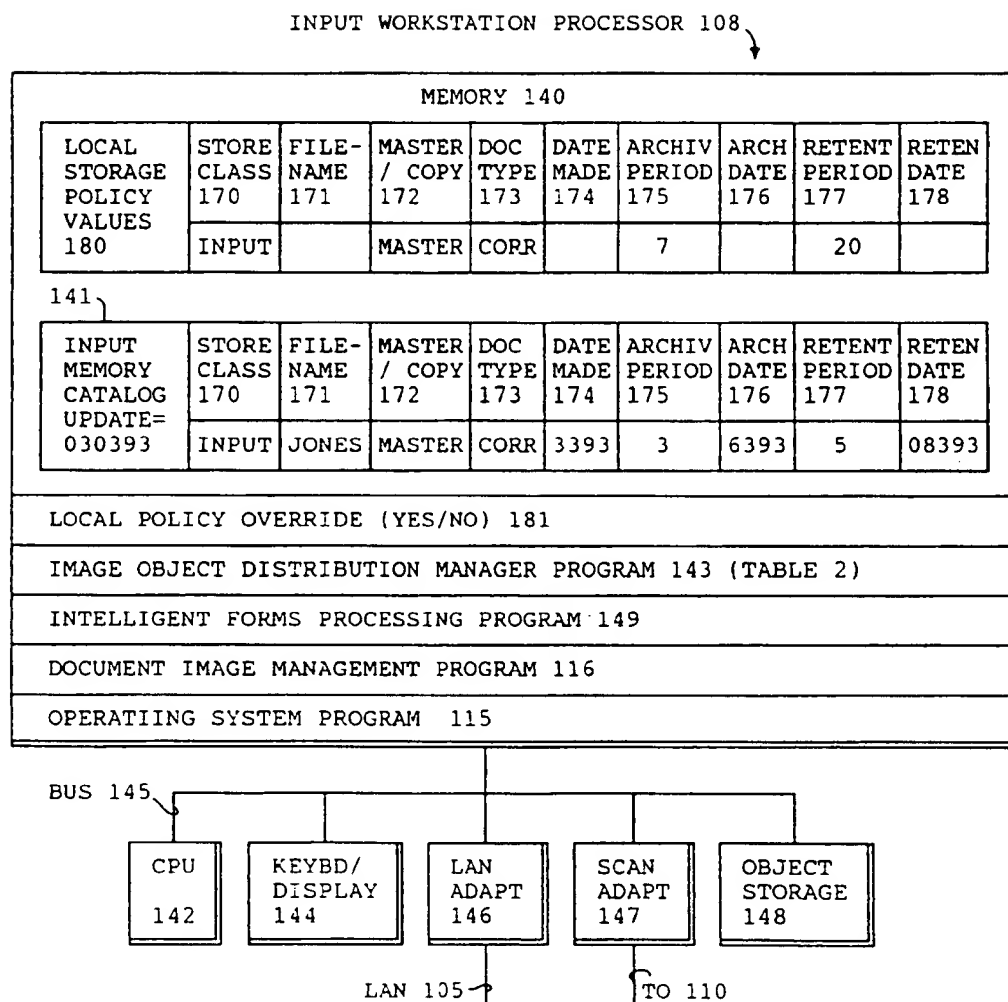 INPUT WORKSTATION PROCESSOR 108
MEMORY 140
LOCAL STORAGE POLICY VALUES 180
STORE CLASS 170
FILE-NAME 171
MASTER / COPY 172
DOC TYPE 173
DATE MADE 174
ARCHIV PERIOD 175
ARCH DATE 176
RETENT PERIOD 177
RETEN DATE 178
INPUT MASTER CORR 7 20
141
INPUT MEMORY CATALOG UPDATE= 030393
STORE CLASS 170
FILE-NAME 171
MASTER / COPY 172
DOC TYPE 173
DATE MADE 174
ARCHIV PERIOD 175
ARCH DATE 176
RETENT PERIOD 177
RETEN DATE 178
INPUT JONES MASTER CORR 3393 3 6393 5 08393
LOCAL POLICY OVERRIDE (YES/NO) 181
IMAGE OBJECT DISTRIBUTION MANAGER PROGRAM 143 (TABLE 2)
INTELLIGENT FORMS PROCESSING PROGRAM 149
DOCUMENT IMAGE MANAGEMENT PROGRAM 116
OPERATIING SYSTEM PROGRAM 115
BUS 145
CPU 142
KEYBD/ DISPLAY 144
LAN ADAPT 146
SCAN ADAPT 147
OBJECT STORAGE 148
LAN 105
TO 110